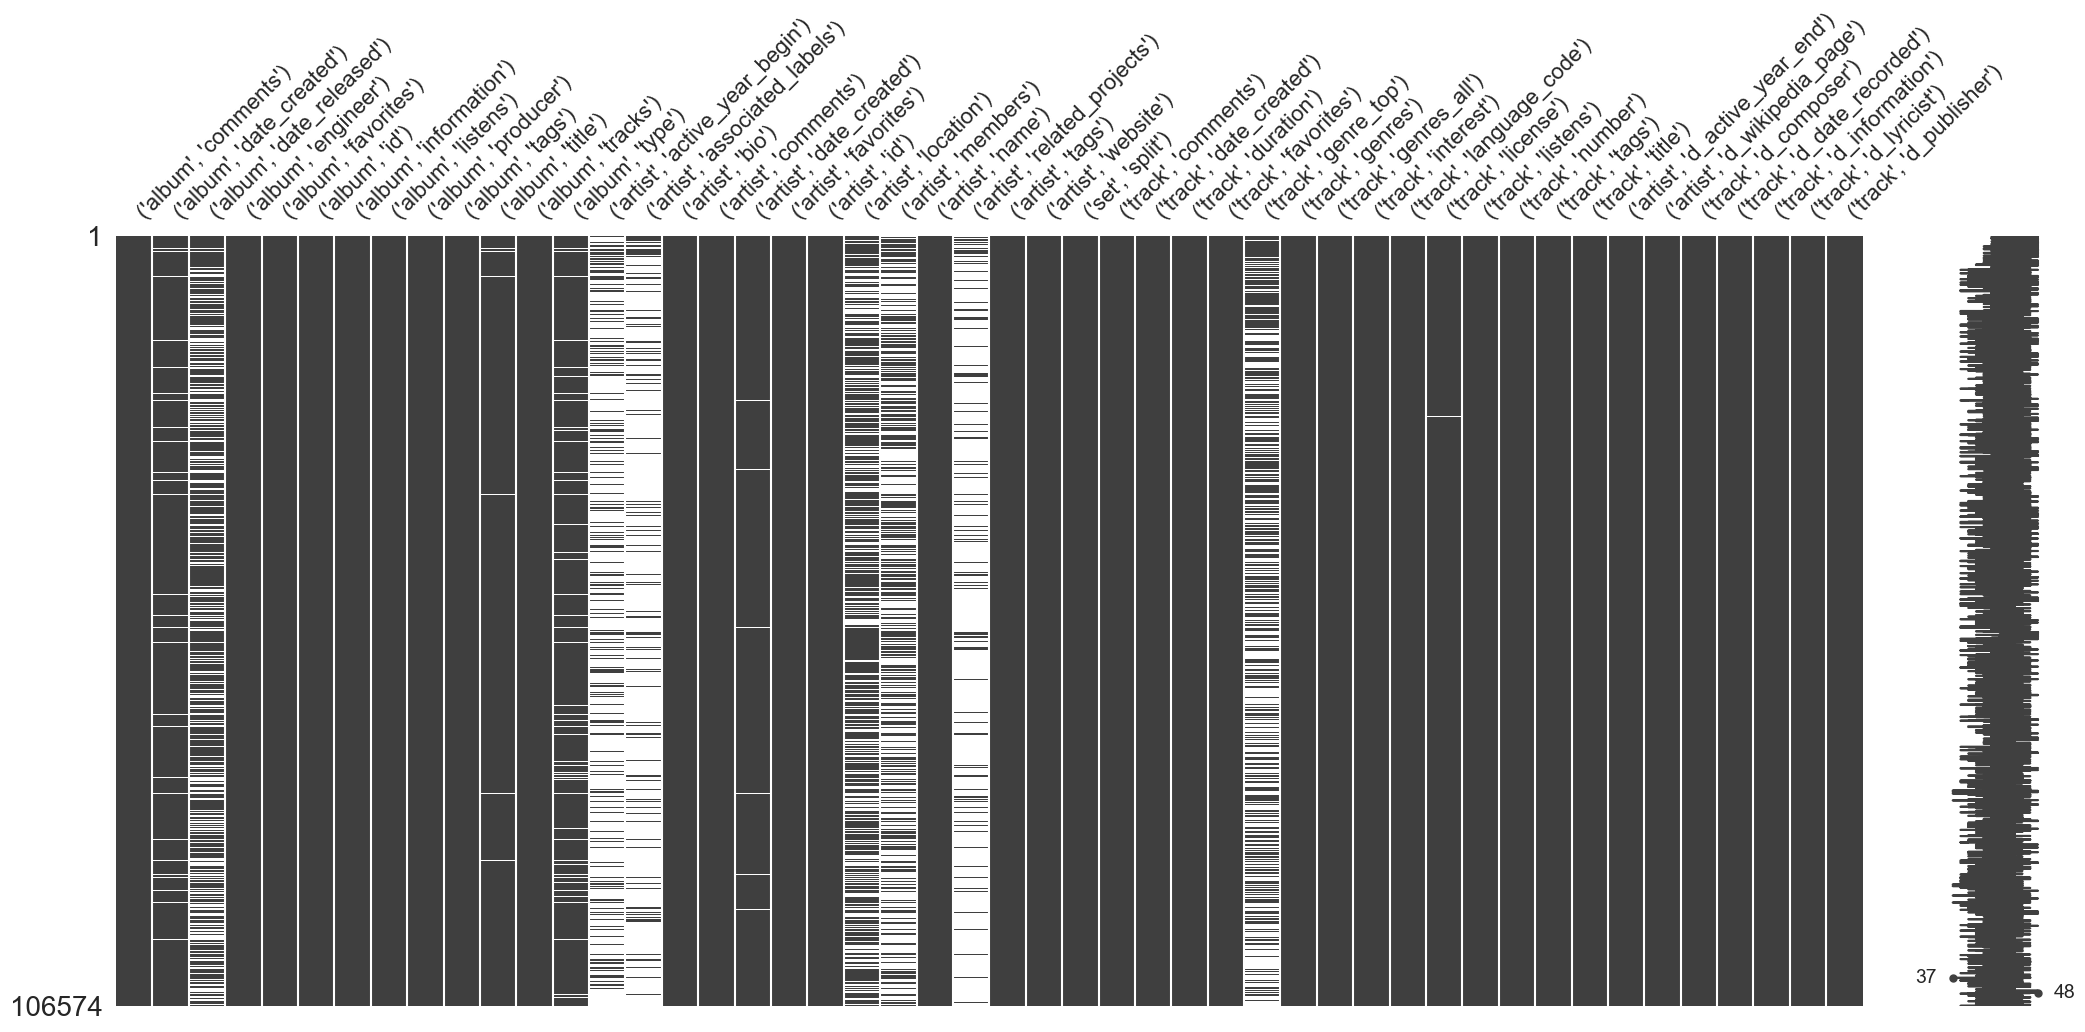 ('album', 'comments')
('album', 'date_created')
('album', 'date_released')
('album', 'engineer')
('album', 'favorites')
('album', 'id')
('album', 'information')
('album', 'listens')
('album', 'producer')
('album', 'tags')
('album', 'title')
('album', 'tracks')
('album', 'type')
('artist', 'active_year_begin')
('artist', 'associated_labels')
('artist', 'bio')
('artist', 'comments')
('artist', 'date_created')
('artist', 'favorites')
('artist', 'id')
('artist', 'location')
('artist', 'members')
('artist', 'name')
('artist', 'related_projects')
('artist', 'tags')
('artist', 'website')
('set', 'split')
('track', 'comments')
('track', 'date_created')
('track', 'duration')
('track', 'favorites')
('track', 'genre_top')
('track', 'genres')
('track', 'genres_all')
('track', 'interest')
('track', 'language_code')
('track', 'license')
('track', 'listens')
('track', 'number')
('track', 'tags')
('track', 'title')
('artist', 'd_active_year_end')
('artist', 'd_wikipedia_page')
('track', 'd_composer')
('track', 'd_date_recorded')
('track', 'd_information')
('track', 'd_lyricist')
('track', 'd_publisher')
1
37
48
106574